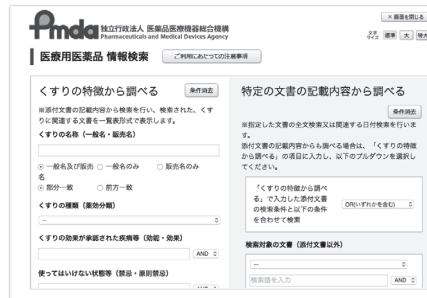 Pmda 独立行政法人 医薬品医療機器総合機構
Pharmaceuticals and Medical Devices Agency
×画面を閉じる
文字サイズ 標準 大 特大
医療用医薬品 情報検索
ご利用にあたっての注意事項
くすりの特徴から調べる
条件消去
※添付文書の記載内容から検索を行い、検索された、くす
りに関連する文書を一覧表形式で表示します。
くすりの名称（一般名・販売名）
一般名及び販売名 一般名のみ 販売名のみ
部分一致 前方一致
くすりの種類（薬効分類）
--
くすりの効果が承認された疾病等（効能・効果）
AND
使ってはいけない状態等（禁忌・原則禁忌）
特定の文書の記載内容から調べる
条件消去
※指定した文書の全文検索又は関連する日付検索を行いま
す。
添付文書の記載内容からも調べる場合は、「くすりの特徴
から調べる」の項目に入力し、以下のプルダウンを選択し
てください。
「くすりの特徴から調べ
る」で入力した添付文書
の検索条件と以下の条件
を合わせて検索
OR(いずれかを含む)
検索対象の文書（添付文書以外）
--
検索語を入力
AND